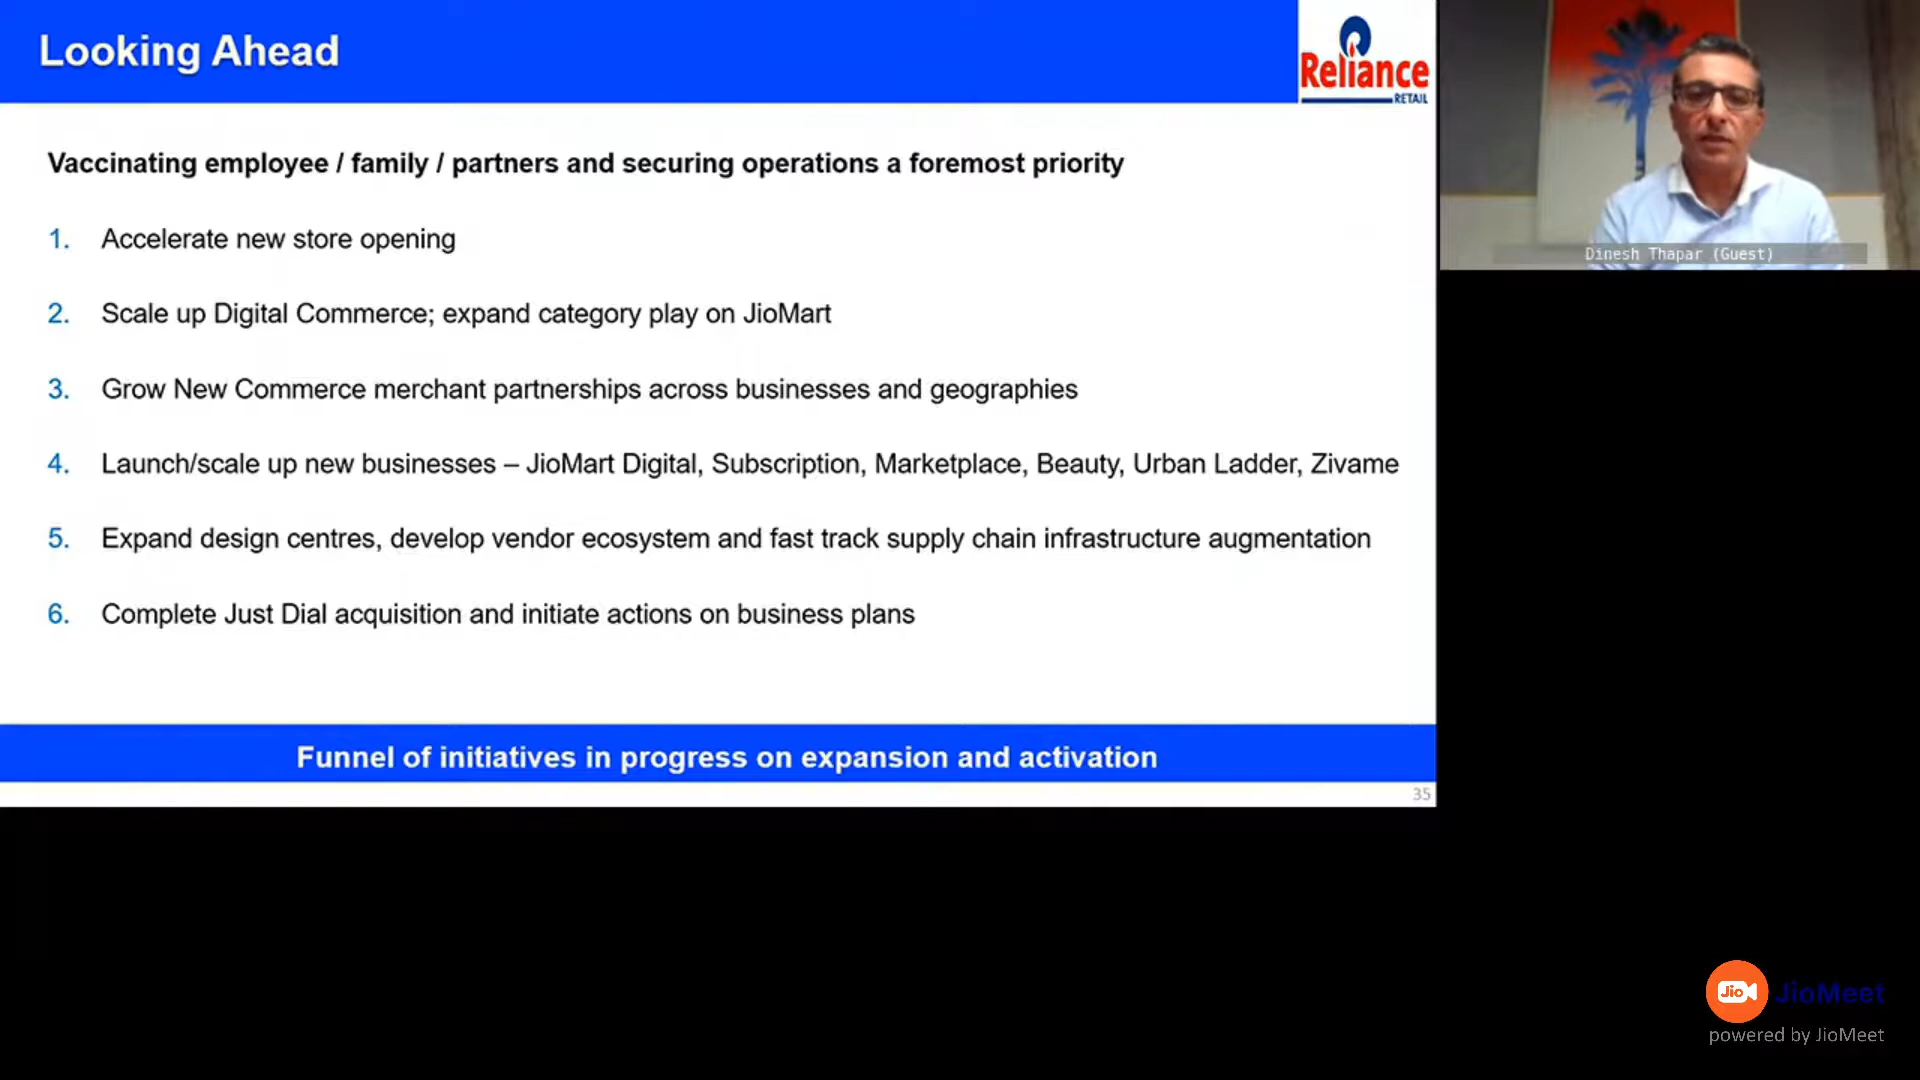 Looking Ahead
Reliance
RETAIL
Vaccinating employee / family / partners and securing operations a foremost priority
1. Accelerate new store opening
2. Scale up Digital Commerce; expand category play on JioMart
3. Grow New Commerce merchant partnerships across businesses and geographies
4. Launch/scale up new businesses – JioMart Digital, Subscription, Marketplace, Beauty, Urban Ladder, Zivame
5. Expand design centres, develop vendor ecosystem and fast track supply chain infrastructure augmentation
6. Complete Just Dial acquisition and initiate actions on business plans
Funnel of initiatives in progress on expansion and activation
35
Dinesh Thapar (Guest)
Jio JioMeet
powered by JioMeet